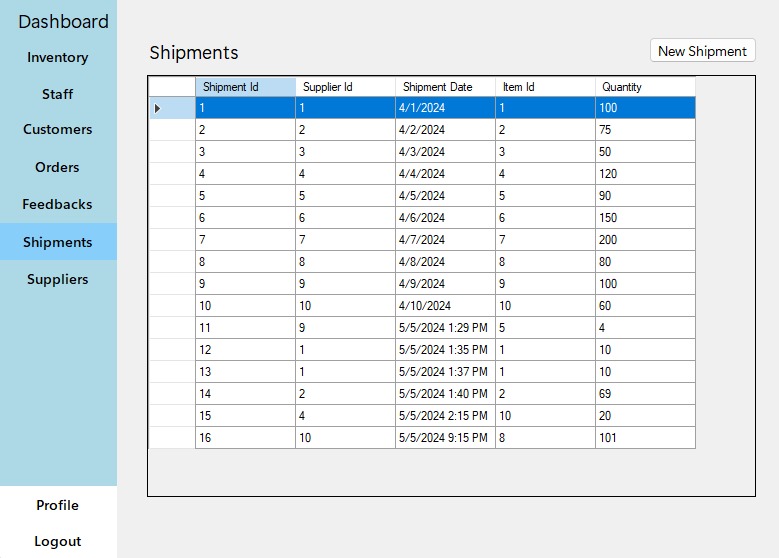 Dashboard
Inventory
Staff
Customers
Orders
Feedbacks
Shipments
Suppliers
Profile
Logout
Shipments
New Shipment
Shipment Id Supplier Id Shipment Date Item Id Quantity
1 1 4/1/2024 1 100
2 2 4/2/2024 2 75
3 3 4/3/2024 3 50
4 4 4/4/2024 4 120
5 5 4/5/2024 5 90
6 6 4/6/2024 6 150
7 7 4/7/2024 7 200
8 8 4/8/2024 8 80
9 9 4/9/2024 9 100
10 10 4/10/2024 10 60
11 9 5/5/2024 1:29 PM 5 4
12 1 5/5/2024 1:35 PM 1 10
13 1 5/5/2024 1:37 PM 1 10
14 2 5/5/2024 1:40 PM 2 69
15 4 5/5/2024 2:15 PM 10 20
16 10 5/5/2024 9:15 PM 8 101